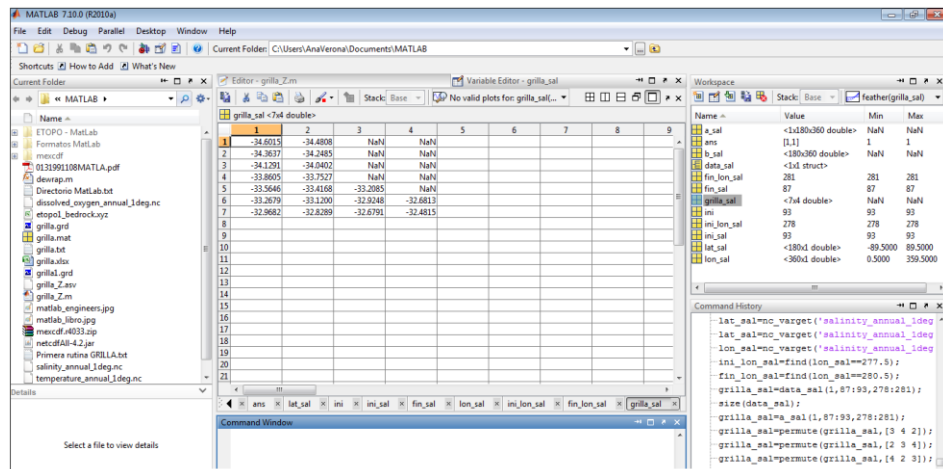 MATLAB 7.10.0 (R2010a)
File Edit Debug Parallel Desktop Window Help
Current Folder: C:\Users\AnaVerona\Documents\MATLAB
Shortcuts How to Add What's New
Current Folder
« MATLAB
Name
ETOPO - MatLab
Formatos MatLab
mexcdf
0131991108MATLA.pdf
dewrap.m
Directorio MatLab.txt
dissolved_oxygen_annual_1deg.nc
etopo1_bedrock.xyz
grilla.grd
grilla.mat
grilla.txt
grilla.xlsx
grilla1.grd
grilla_Z.asv
grilla_Z.m
matlab_engineers.jpg
matlab_libro.jpg
mexcdf.r4033.zip
netcdfAll-4.2.jar
Primera rutina GRILLA.txt
salinity_annual_1deg.nc
temperature_annual_1deg.nc
Details
Select a file to view details
Editor - grilla_Z.m
Variable Editor - grilla_sal
Stack: Base
No valid plots for: grilla_sal(...
grilla_sal <7x4 double>
1 2 3 4 5 6 7 8 9
1 -34.6015 -34.4808 NaN NaN
2 -34.3637 -34.2485 NaN NaN
3 -34.1291 -34.0402 NaN NaN
4 -33.8605 -33.7527 NaN NaN
5 -33.5646 -33.4168 -33.2085 NaN
6 -33.2679 -33.1200 -32.9248 -32.6813
7 -32.9682 -32.8289 -32.6791 -32.4815
8
9
10
11
12
13
14
15
16
17
18
19
20
21
ans lat_sal ini ini_sal fin_sal lon_sal ini_lon_sal fin_lon_sal grilla_sal
Command Window
Workspace
Stack: Base feather(grilla_sal)
Name Value Min Max
a_sal <1x180x360 double> NaN NaN
ans [1,1] 1 1
b_sal <180x360 double> NaN NaN
data_sal <1x1 struct>
fin_lon_sal 281 281 281
fin_sal 87 87 87
grilla_sal <7x4 double> NaN NaN
ini 93 93 93
ini_lon_sal 278 278 278
ini_sal 93 93 93
lat_sal <180x1 double> -89.5000 89.5000
lon_sal <360x1 double> 0.5000 359.5000
Command History
lat_sal=nc_varget('salinity_annual_1deg
lat_sal=nc_varget('salinity_annual_1deg
lon_sal=nc_varget('salinity_annual_1deg
ini_lon_sal=find(lon_sal==277.5);
fin_lon_sal=find(lon_sal==280.5);
grilla_sal=data_sal(1,87:93,278:281);
size(data_sal);
grilla_sal=a_sal(1,87:93,278:281);
grilla_sal=permute(grilla_sal,[3 4 2]);
grilla_sal=permute(grilla_sal,[2 3 4]);
grilla_sal=permute(grilla_sal,[4 2 3]);